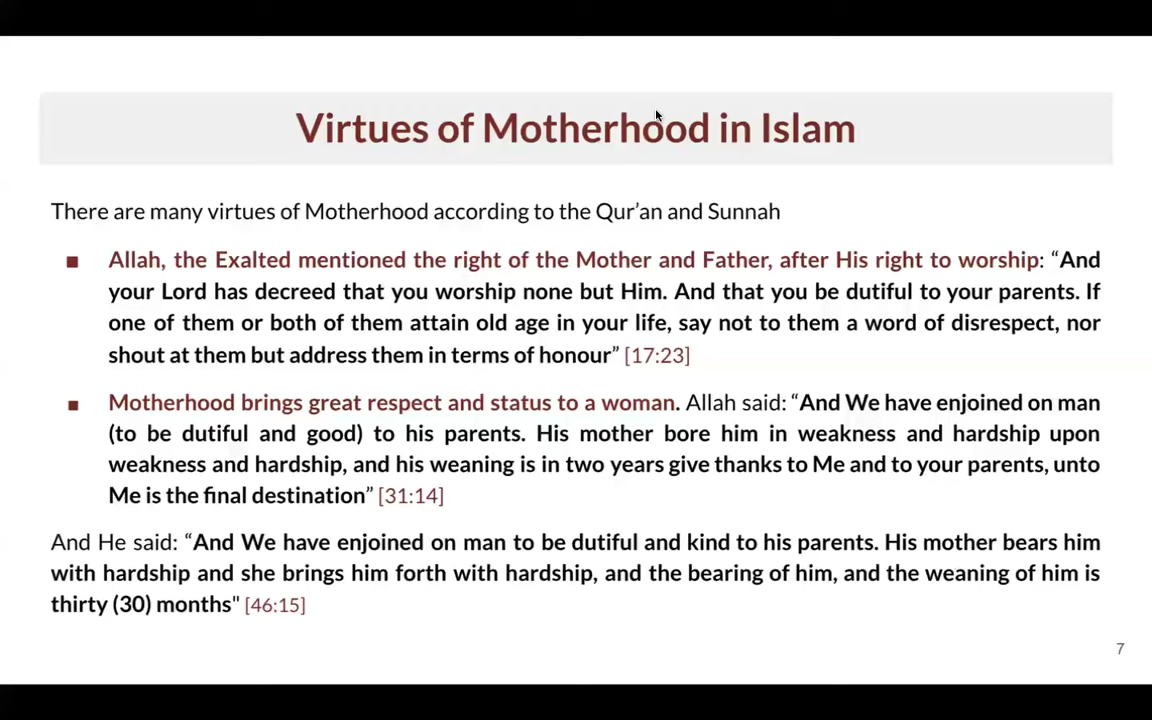 Virtues of Motherhood in Islam
There are many virtues of Motherhood according to the Qur’an and Sunnah
▪ Allah, the Exalted mentioned the right of the Mother and Father, after His right to worship: “And
your Lord has decreed that you worship none but Him. And that you be dutiful to your parents. If
one of them or both of them attain old age in your life, say not to them a word of disrespect, nor
shout at them but address them in terms of honour” [17:23]
▪ Motherhood brings great respect and status to a woman. Allah said: “And We have enjoined on man
(to be dutiful and good) to his parents. His mother bore him in weakness and hardship upon
weakness and hardship, and his weaning is in two years give thanks to Me and to your parents, unto
Me is the final destination” [31:14]
And He said: “And We have enjoined on man to be dutiful and kind to his parents. His mother bears him
with hardship and she brings him forth with hardship, and the bearing of him, and the weaning of him is
thirty (30) months" [46:15]
7